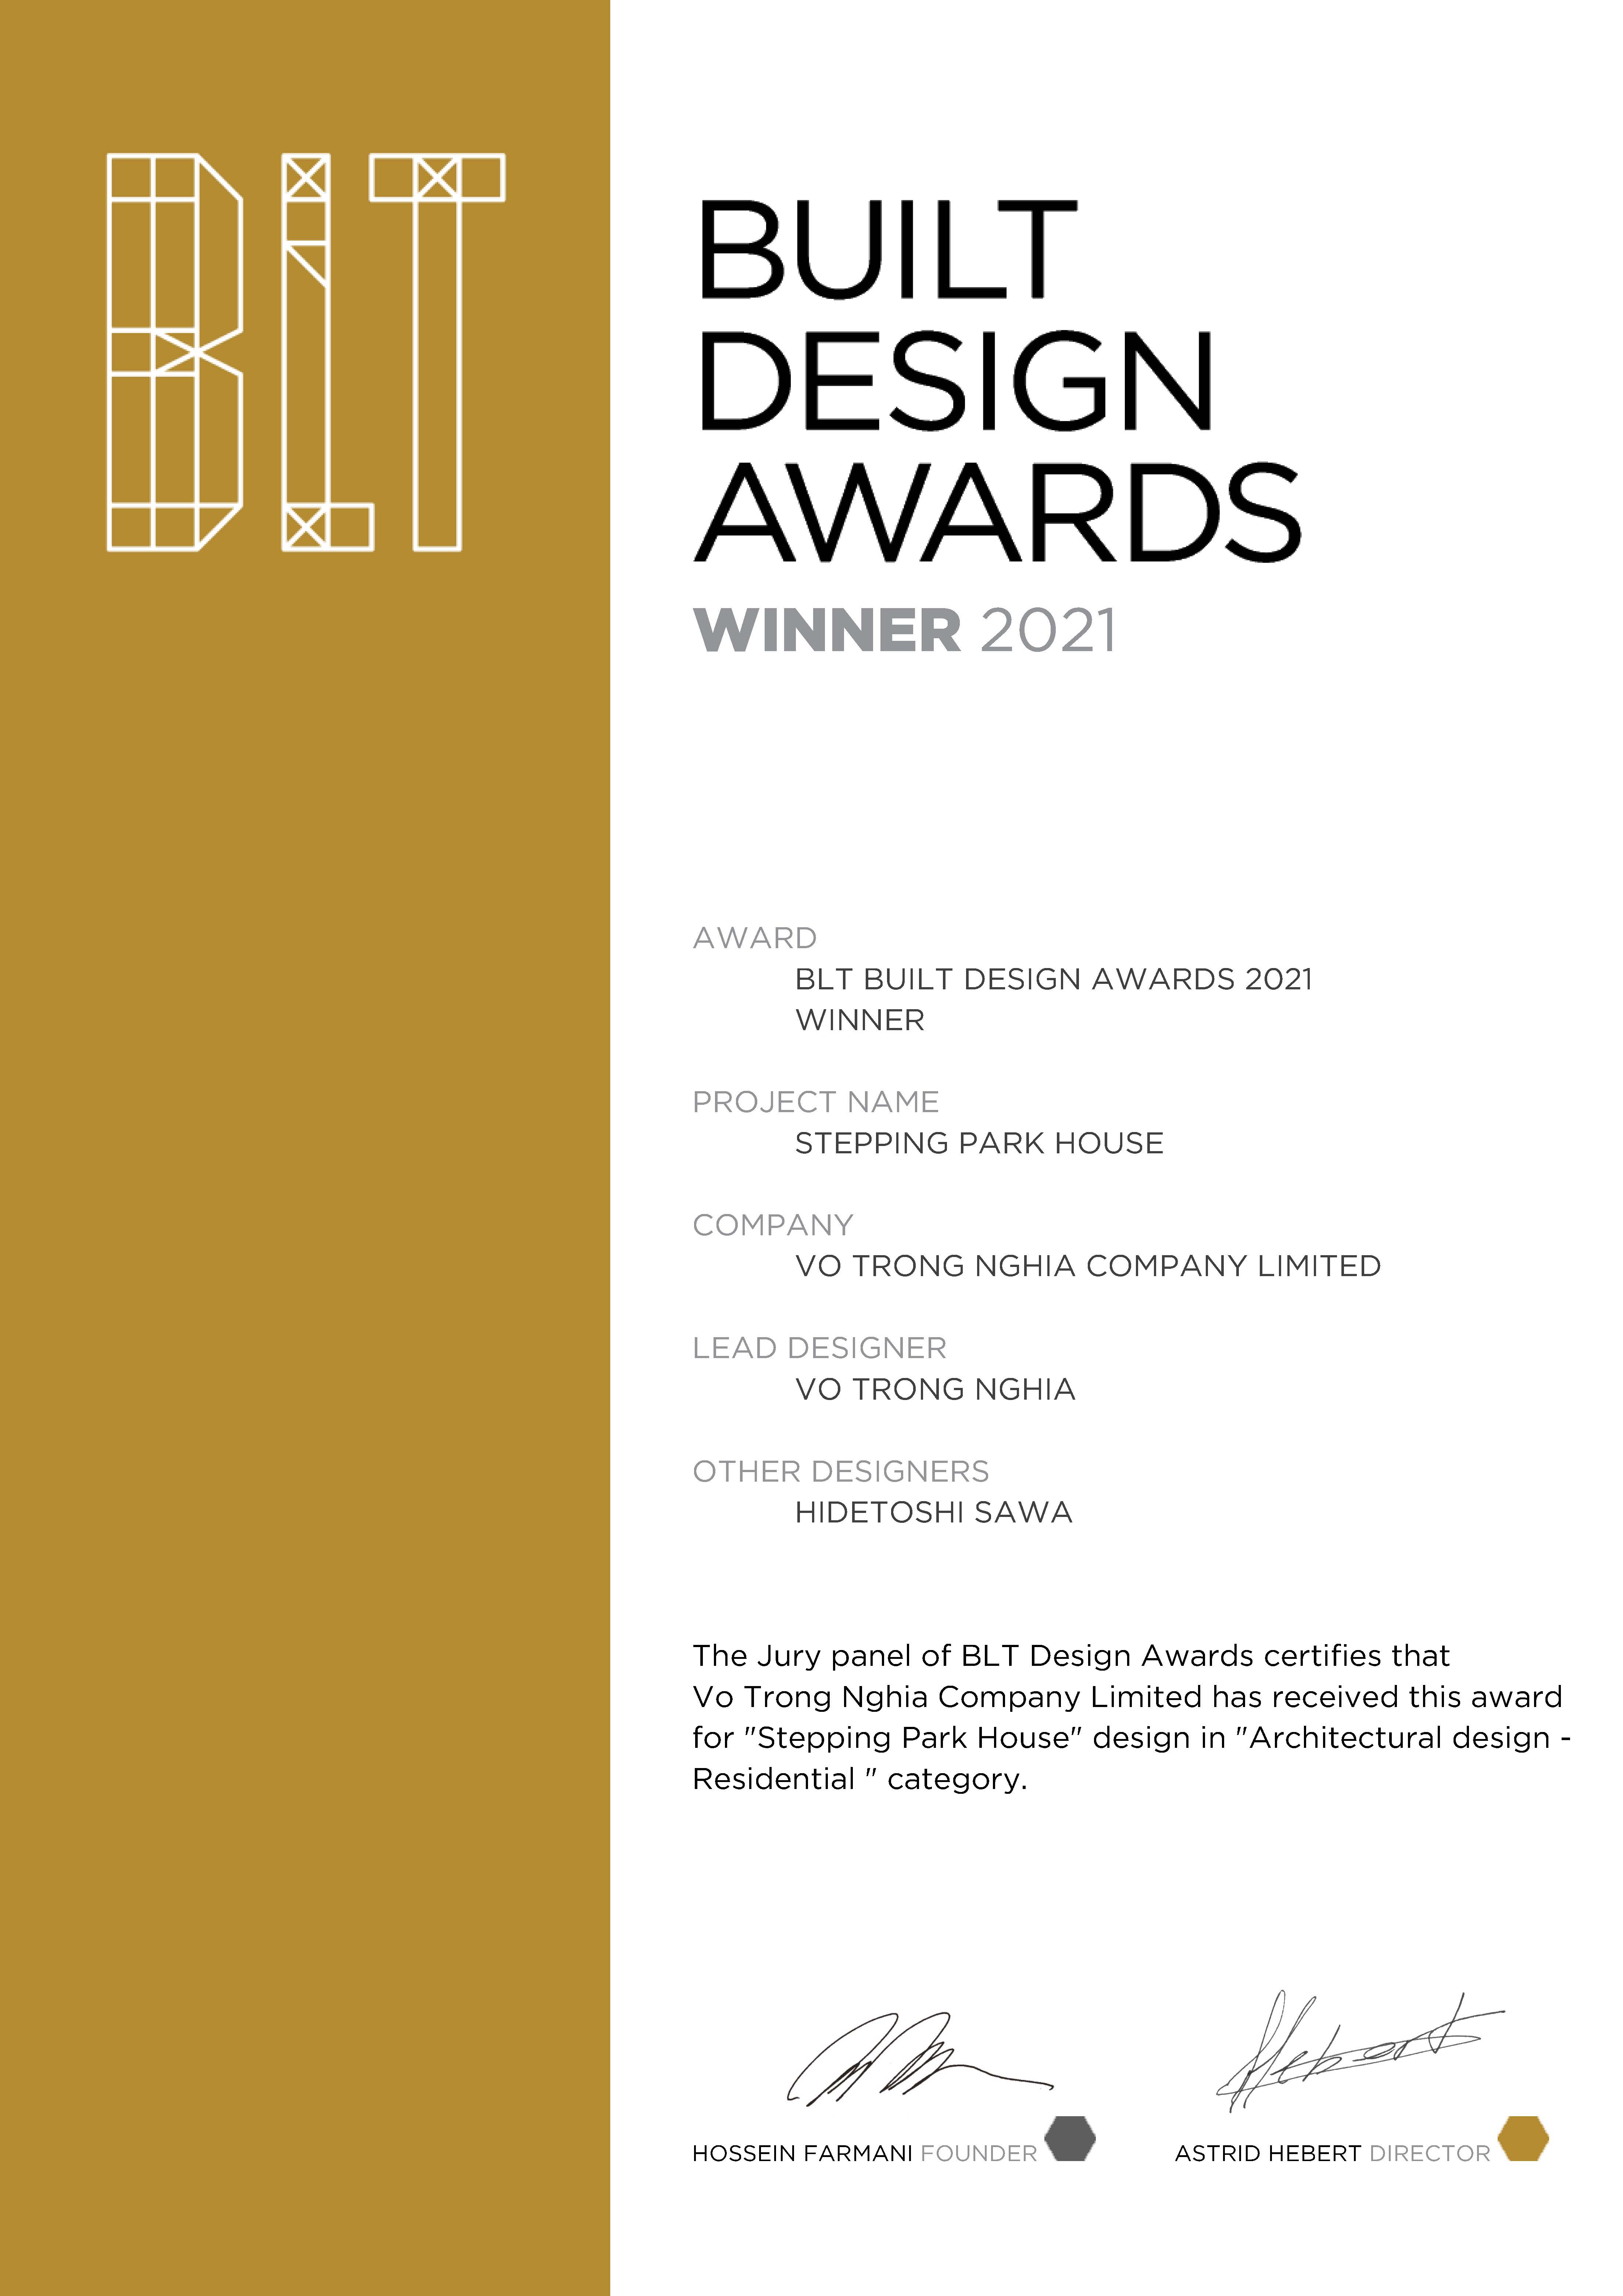 BLT
BUILT
DESIGN
AWARDS
WINNER 2021
AWARD
BLT BUILT DESIGN AWARDS 2021
WINNER
PROJECT NAME
STEPPING PARK HOUSE
COMPANY
VO TRONG NGHIA COMPANY LIMITED
LEAD DESIGNER
VO TRONG NGHIA
OTHER DESIGNERS
HIDETOSHI SAWA
The Jury panel of BLT Design Awards certifies that
Vo Trong Nghia Company Limited has received this award
for "Stepping Park House" design in "Architectural design -
Residential " category.
Hebert
HOSSEIN FARMANI FOUNDER
ASTRID HEBERT DIRECTOR